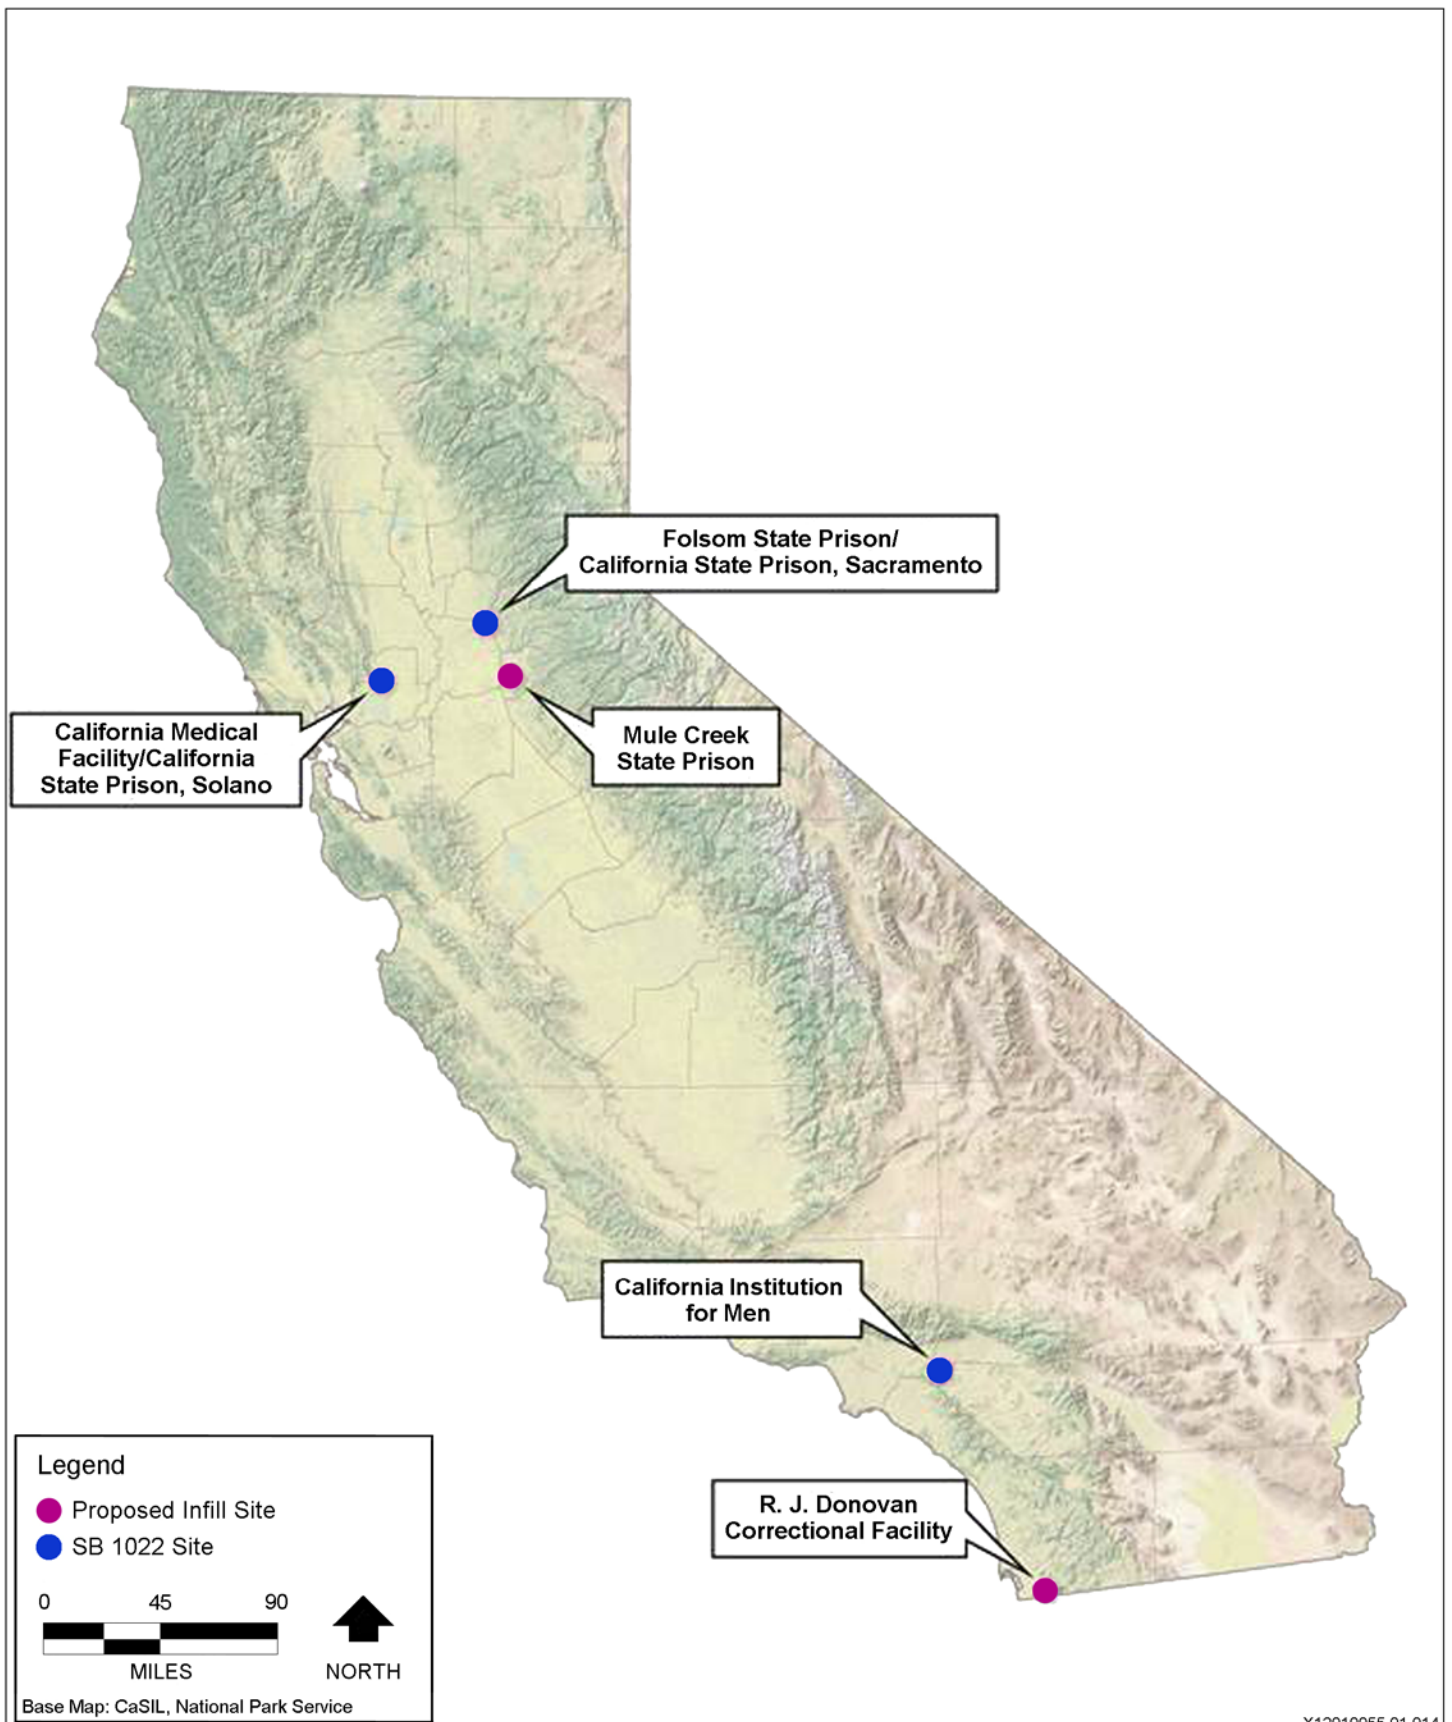 Folsom State Prison/
California State Prison, Sacramento
California Medical
Facility/California
State Prison, Solano
Mule Creek
State Prison
California Institution
for Men
R. J. Donovan
Correctional Facility
Legend
Proposed Infill Site
SB 1022 Site
0 45 90
MILES
NORTH
Base Map: CaSIL, National Park Service